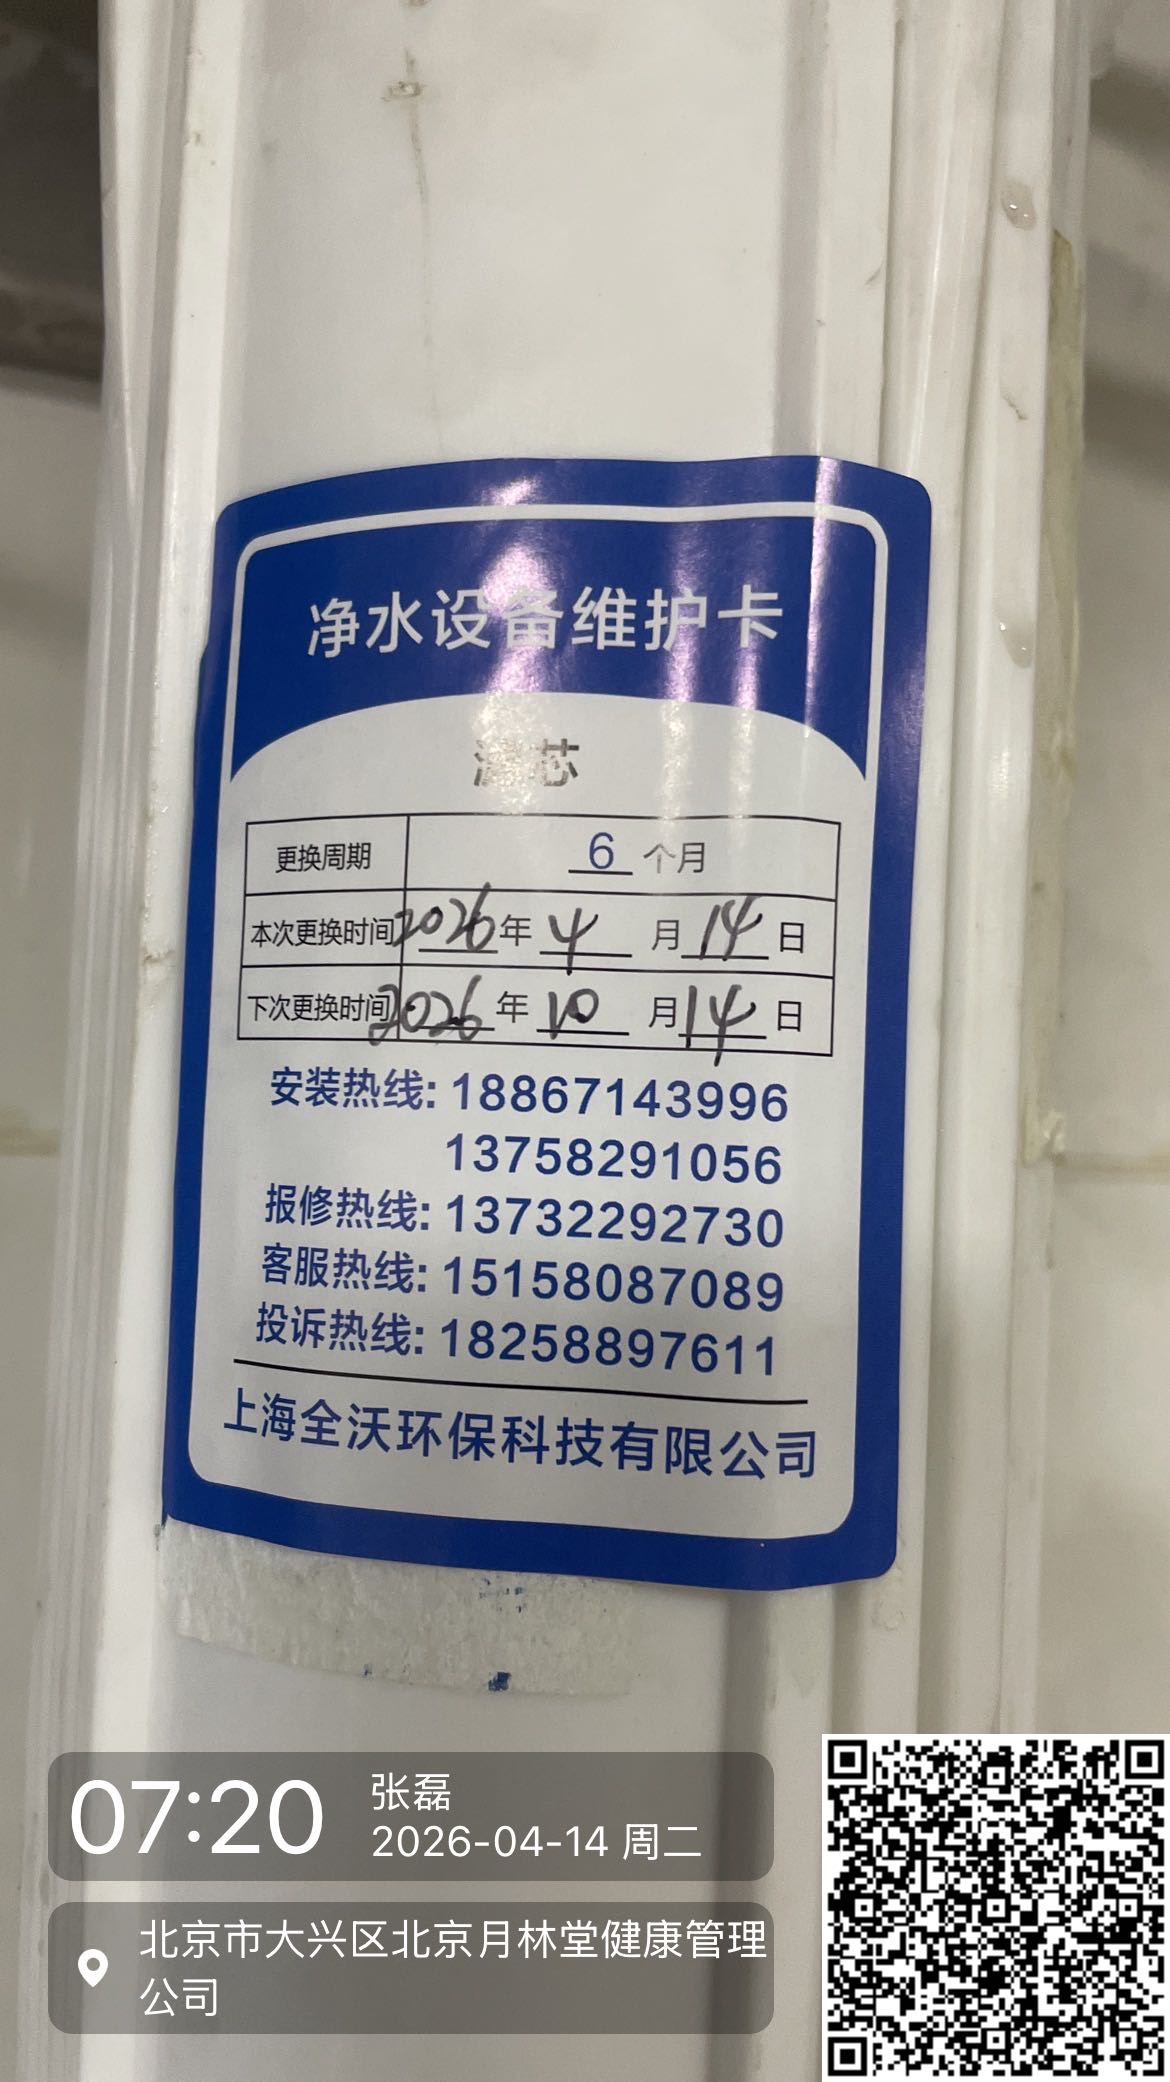 净水设备维护卡
滤芯
更换周期 6 个月
本次更换时间 2026 年 4 月 14 日
下次更换时间 2026 年 10 月 14 日
安装热线: 18867143996
13758291056
报修热线: 13732292730
客服热线: 15158087089
投诉热线: 18258897611
上海全沃环保科技有限公司
07:20
张磊
2026-04-14 周二
北京市大兴区北京月林堂健康管理
公司